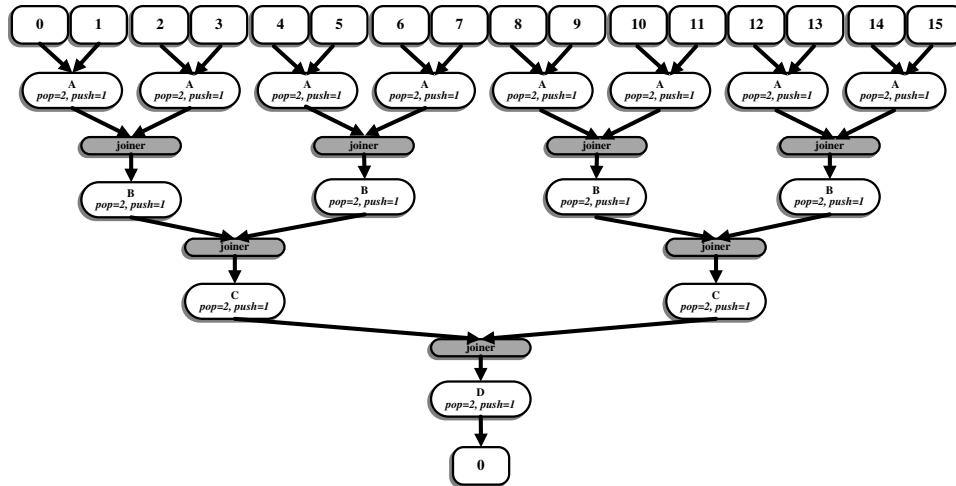 0 1 2 3 4 5 6 7 8 9 10 11 12 13 14 15
A A A A A A A A
pop=2, push=1 pop=2, push=1 pop=2, push=1 pop=2, push=1 pop=2, push=1 pop=2, push=1 pop=2, push=1 pop=2, push=1
joiner joiner joiner joiner
B B B B
pop=2, push=1 pop=2, push=1 pop=2, push=1 pop=2, push=1
joiner joiner
C C
pop=2, push=1 pop=2, push=1
joiner
D
pop=2, push=1
0